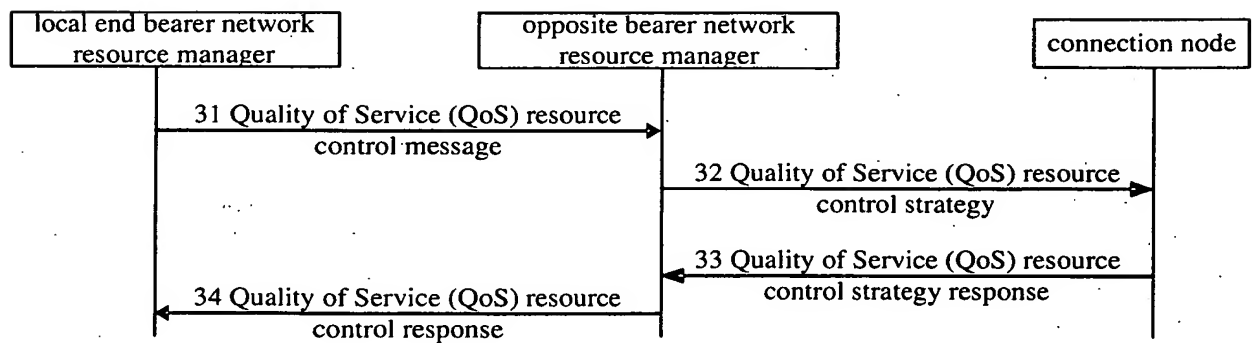 local end bearer network
resource manager
opposite bearer network
resource manager
connection node
31 Quality of Service (QoS) resource
control message
32 Quality of Service (QoS) resource
control strategy
33 Quality of Service (QoS) resource
control strategy response
34 Quality of Service (QoS) resource
control response